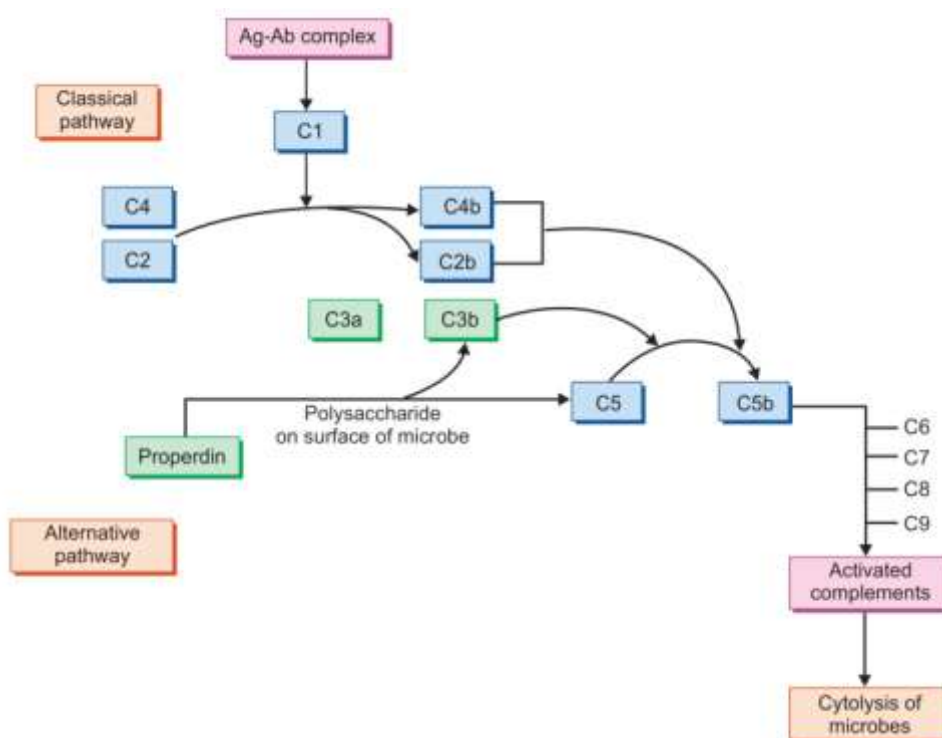 Ag-Ab complex
Classical
pathway
C1
C4
C4b
C2
C2b
C3a
C3b
C5
C5b
Polysaccharide
on surface of microbe
Properdin
C6
C7
C8
C9
Alternative
pathway
Activated
complements
Cytolysis of
microbes